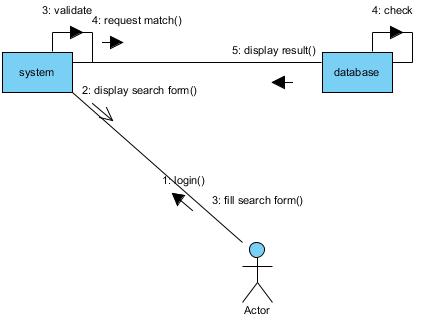 3: validate
4: check
4: request match()
5: display result()
system
database
2: display search form()
1: login()
3: fill search form()
Actor